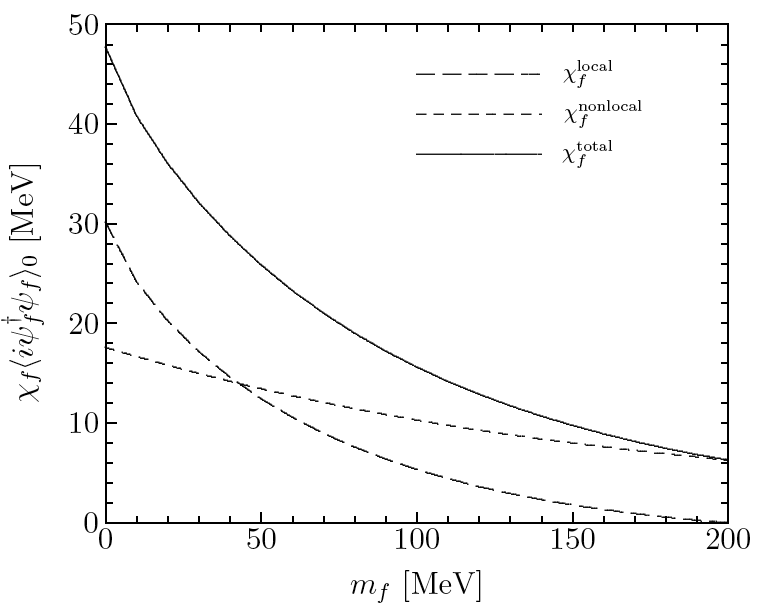 50
40
30
20
10
0
0 50 100 150 200
χ_f⟨iψ_f^†ψ_f⟩_0 [MeV]
m_f [MeV]
χ_f^local
χ_f^nonlocal
χ_f^total